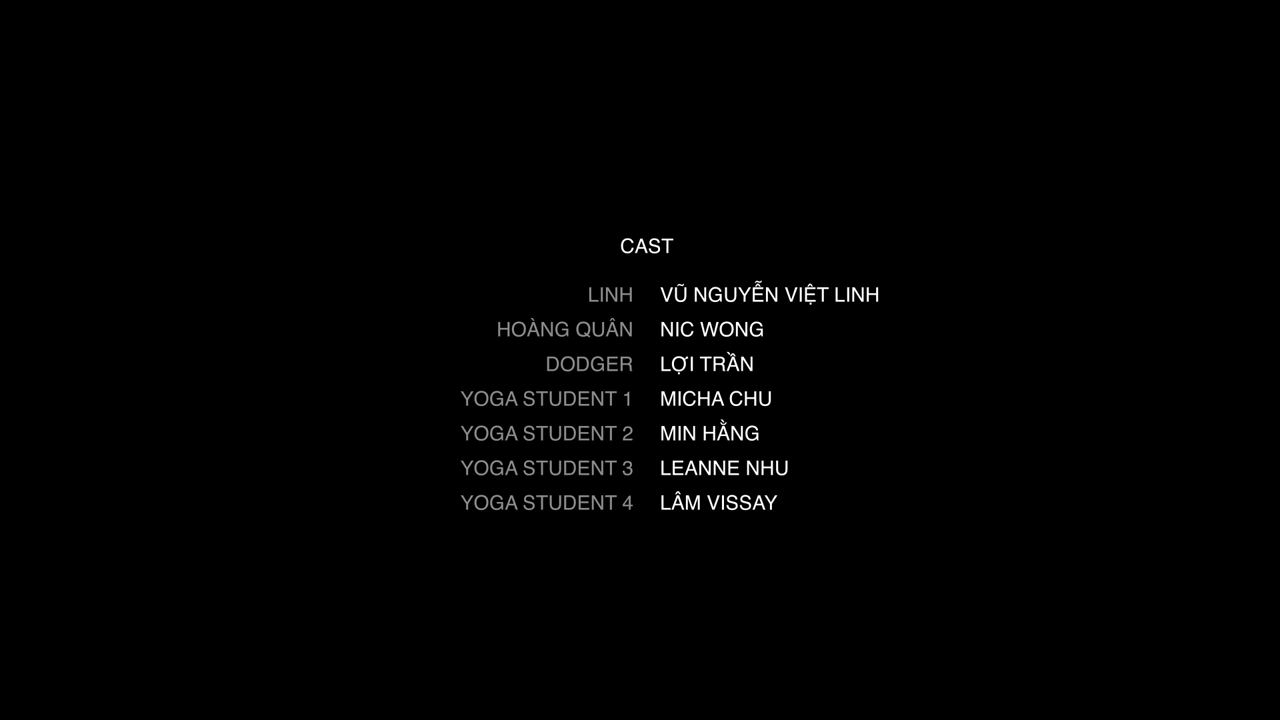 CAST
LINH VŨ NGUYỄN VIỆT LINH
HOÀNG QUÂN NIC WONG
DODGER LỢI TRẦN
YOGA STUDENT 1 MICHA CHU
YOGA STUDENT 2 MIN HẰNG
YOGA STUDENT 3 LEANNE NHU
YOGA STUDENT 4 LÂM VISSAY